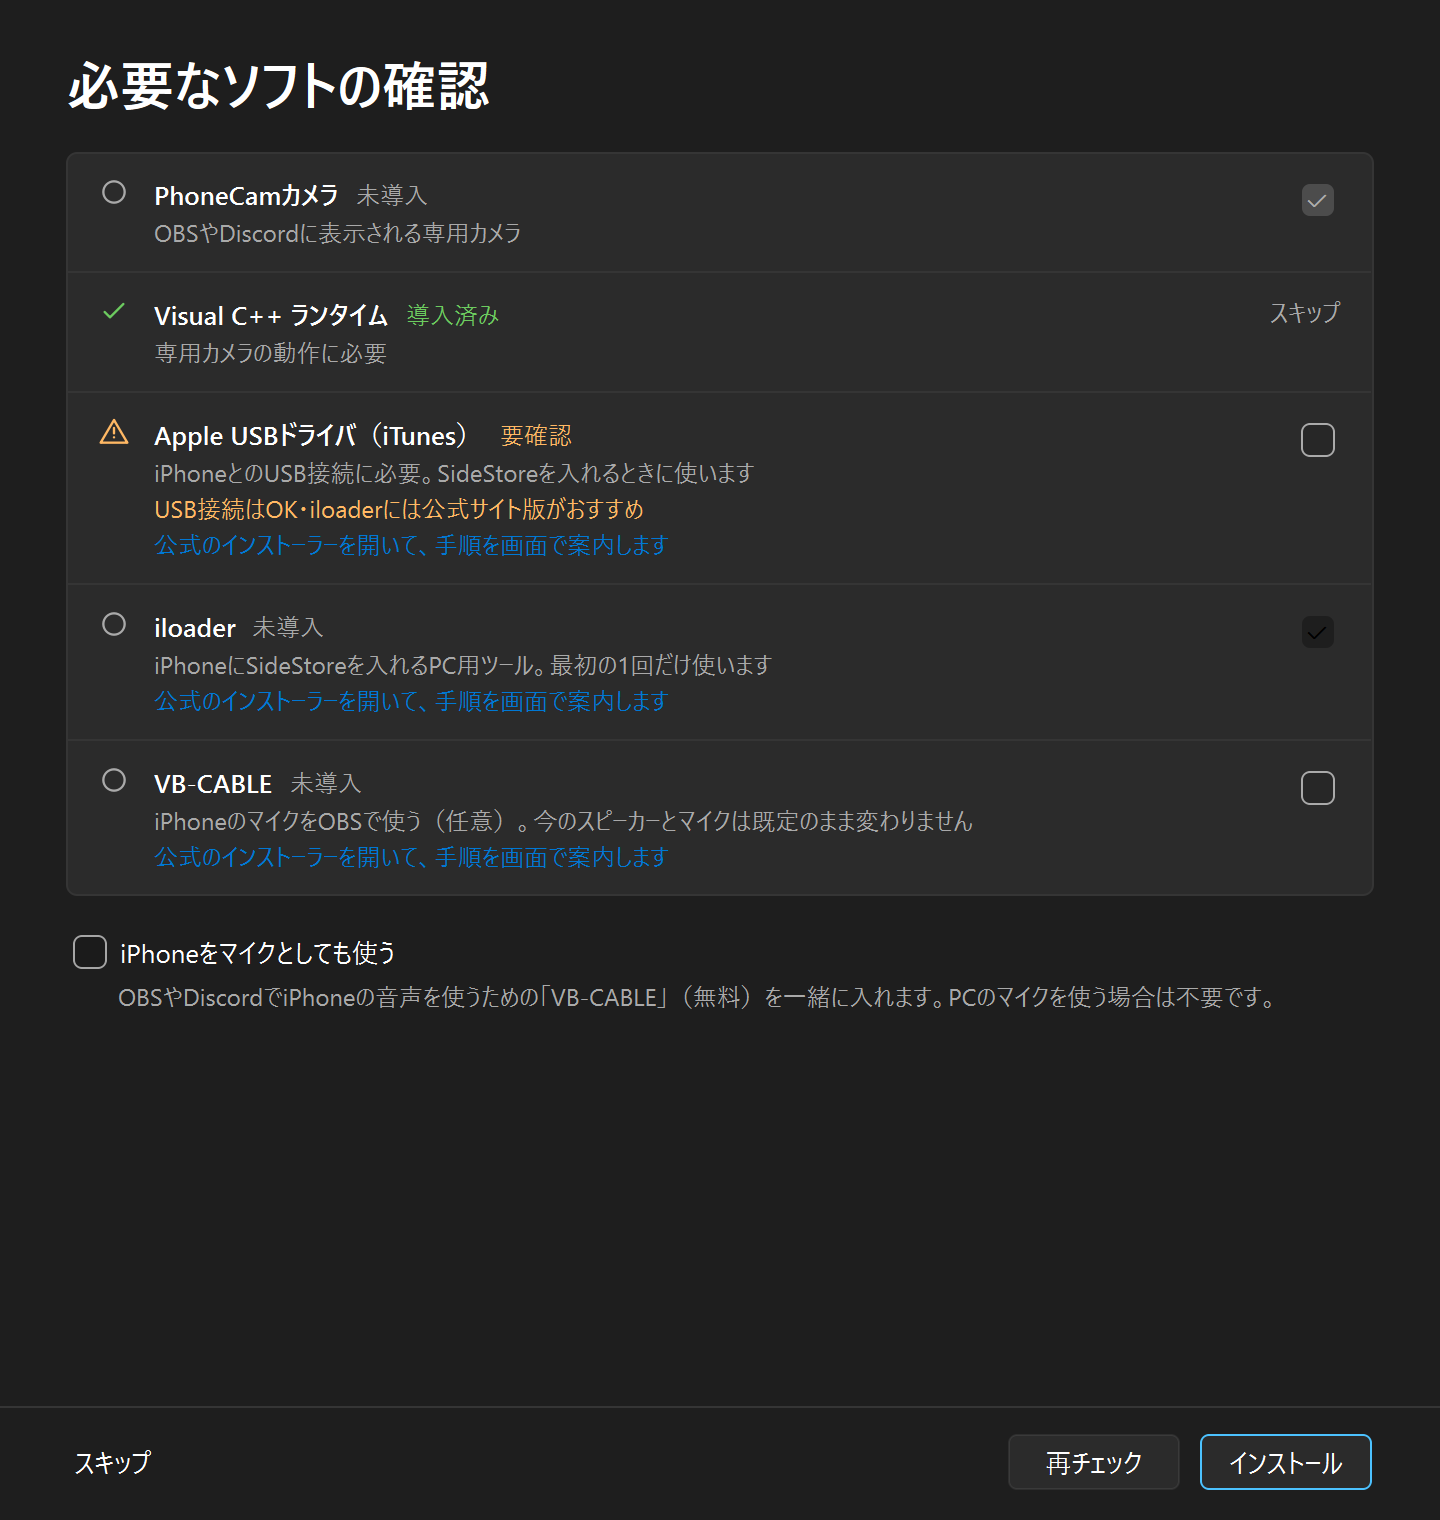 必要なソフトの確認
PhoneCamカメラ 未導入
OBSやDiscordに表示される専用カメラ
Visual C++ ランタイム 導入済み
スキップ
専用カメラの動作に必要
Apple USBドライバ（iTunes） 要確認
iPhoneとのUSB接続に必要。SideStoreを入れるときに使います
USB接続はOK・iloaderには公式サイト版がおすすめ
公式のインストーラーを開いて、手順を画面で案内します
iloader 未導入
iPhoneにSideStoreを入れるPC用ツール。最初の1回だけ使います
公式のインストーラーを開いて、手順を画面で案内します
VB-CABLE 未導入
iPhoneのマイクをOBSで使う（任意）。今のスピーカーとマイクは既定のまま変わりません
公式のインストーラーを開いて、手順を画面で案内します
iPhoneをマイクとしても使う
OBSやDiscordでiPhoneの音声を使うための「VB-CABLE」（無料）を一緒に入れます。PCのマイクを使う場合は不要です。
スキップ
再チェック
インストール